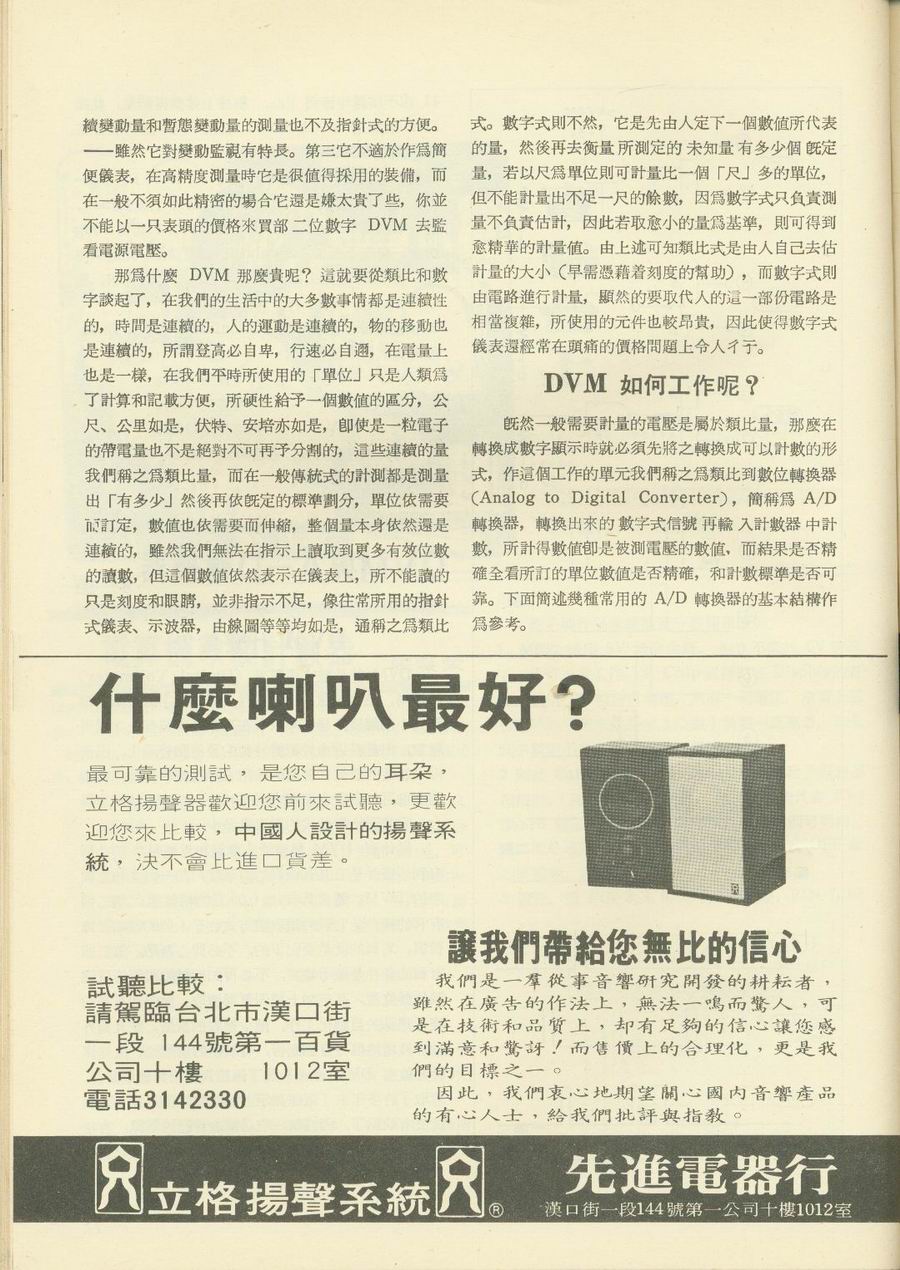 續變動量和暫態變動量的測量也不及指針式的方便。
──雖然它對變動監視有特長。第三它不適於作爲簡
便儀表，在高精度測量時它是很值得採用的裝備，而
在一般不須如此精密的場合它還是嫌太貴了些，你並
不能以一只表頭的價格來買部二位數字 DVM 去監
看電源電壓。
那爲什麼 DVM 那麼貴呢？這就要從類比和數
字談起了，在我們的生活中的大多數事情都是連續性
的，時間是連續的，人的運動是連續的，物的移動也
是連續的，所謂登高必自卑，行速必自邇，在電量上
也是一樣，在我們平時所使用的「單位」只是人類爲
了計算和記載方便，所硬性給予一個數值的區分，公
尺、公里如是，伏特、安培亦如是，卽使是一粒電子
的帶電量也不是絕對不可再予分割的，這些連續的量
我們稱之爲類比量，而在一般傳統式的計測都是測量
出「有多少」然後再依旣定的標準劃分，單位依需要
而訂定，數值也依需要而伸縮，整個量本身依然還是
連續的，雖然我們無法在指示上讀取到更多有效位數
的讀數，但這個數值依然表示在儀表上，所不能讀的
只是刻度和眼睛，並非指示不足，像往常所用的指針
式儀表、示波器，由線圖等等均如是，通稱之爲類比
式。數字式則不然，它是先由人定下一個數值所代表
的量，然後再去衡量所測定的未知量有多少個旣定
量，若以尺爲單位則可計量比一個「尺」多的單位，
但不能計量出不足一尺的餘數，因爲數字式只負責測
量不負責估計，因此若取愈小的量爲基準，則可得到
愈精華的計量值。由上述可知類比式是由人自己去估
計量的大小（早需憑藉着刻度的幫助），而數字式則
由電路進行計量，顯然的要取代人的這一部份電路是
相當複雜，所使用的元件也較昂貴，因此使得數字式
儀表還經常在頭痛的價格問題上令人彳亍。
DVM 如何工作呢？
旣然一般需要計量的電壓是屬於類比量，那麼在
轉換成數字顯示時就必須先將之轉換成可以計數的形
式，作這個工作的單元我們稱之爲類比到數位轉換器
(Analog to Digital Converter)，簡稱爲 A/D
轉換器，轉換出來的數字式信號再輸入計數器中計
數，所計得數值卽是被測電壓的數值，而結果是否精
確全看所訂的單位數值是否精確，和計數標準是否可
靠。下面簡述幾種常用的 A/D 轉換器的基本結構作
爲參考。
什麼喇叭最好？
最可靠的測試，是您自己的耳朶，
立格揚聲器歡迎您前來試聽，更歡
迎您來比較，中國人設計的揚聲系
統，決不會比進口貨差。
試聽比較：
請駕臨台北市漢口街
一段 144號第一百貨
公司十樓 1012室
電話3142330
讓我們帶給您無比的信心
我們是一羣從事音響研究開發的耕耘者，
雖然在廣告的作法上，無法一鳴而驚人，可
是在技術和品質上，却有足夠的信心讓您感
到滿意和驚訝！而售價上的合理化，更是我
們的目標之一。
因此，我們衷心地期望關心國內音響產品
的有心人士，給我們批評與指教。
立格揚聲系統®
先進電器行
漢口街一段144號第一公司十樓1012室